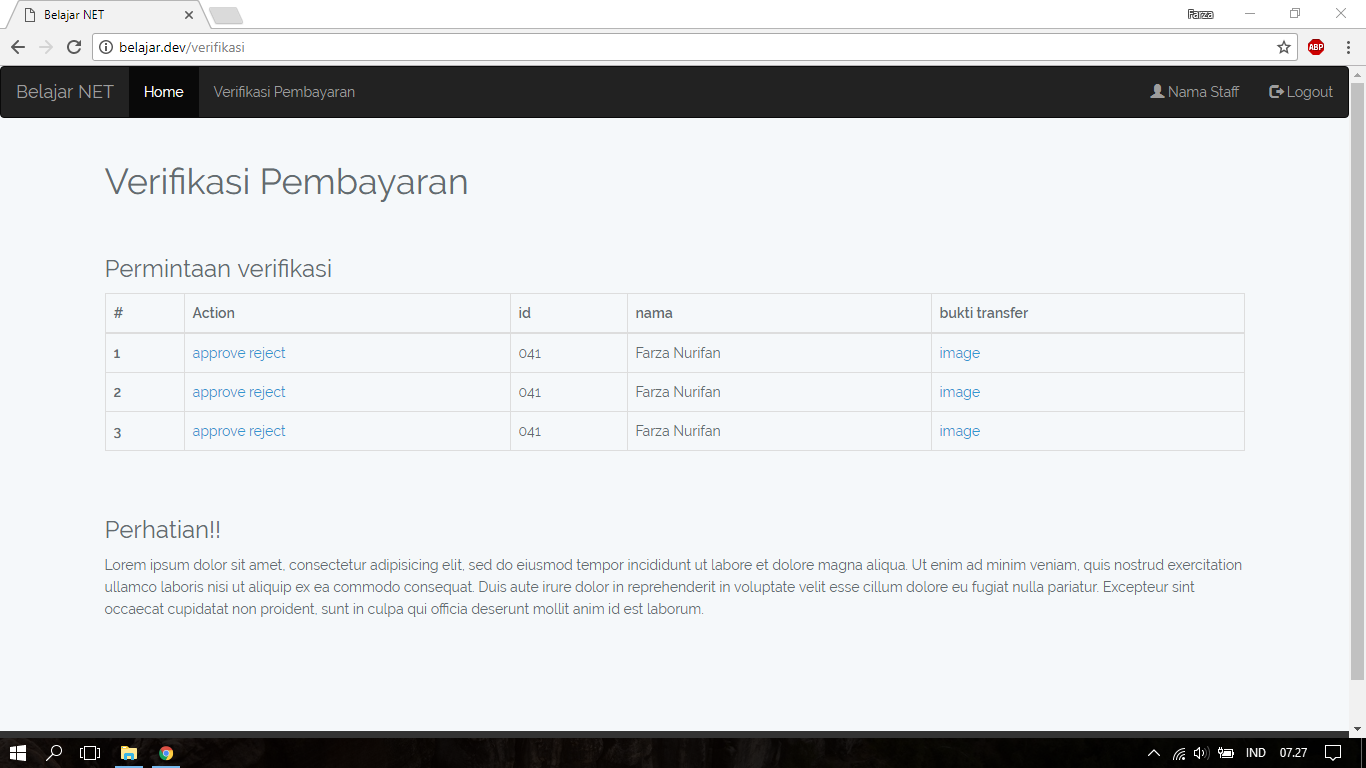 Belajar NET
Farza
belajar.dev/verifikasi
ABP
Belajar NET Home Verifikasi Pembayaran Nama Staff Logout
Verifikasi Pembayaran
Permintaan verifikasi
# Action id nama bukti transfer
1 approve reject 041 Farza Nurifan image
2 approve reject 041 Farza Nurifan image
3 approve reject 041 Farza Nurifan image
Perhatian!!
Lorem ipsum dolor sit amet, consectetur adipisicing elit, sed do eiusmod tempor incididunt ut labore et dolore magna aliqua. Ut enim ad minim veniam, quis nostrud exercitation
ullamco laboris nisi ut aliquip ex ea commodo consequat. Duis aute irure dolor in reprehenderit in voluptate velit esse cillum dolore eu fugiat nulla pariatur. Excepteur sint
occaecat cupidatat non proident, sunt in culpa qui officia deserunt mollit anim id est laborum.
IND 07.27